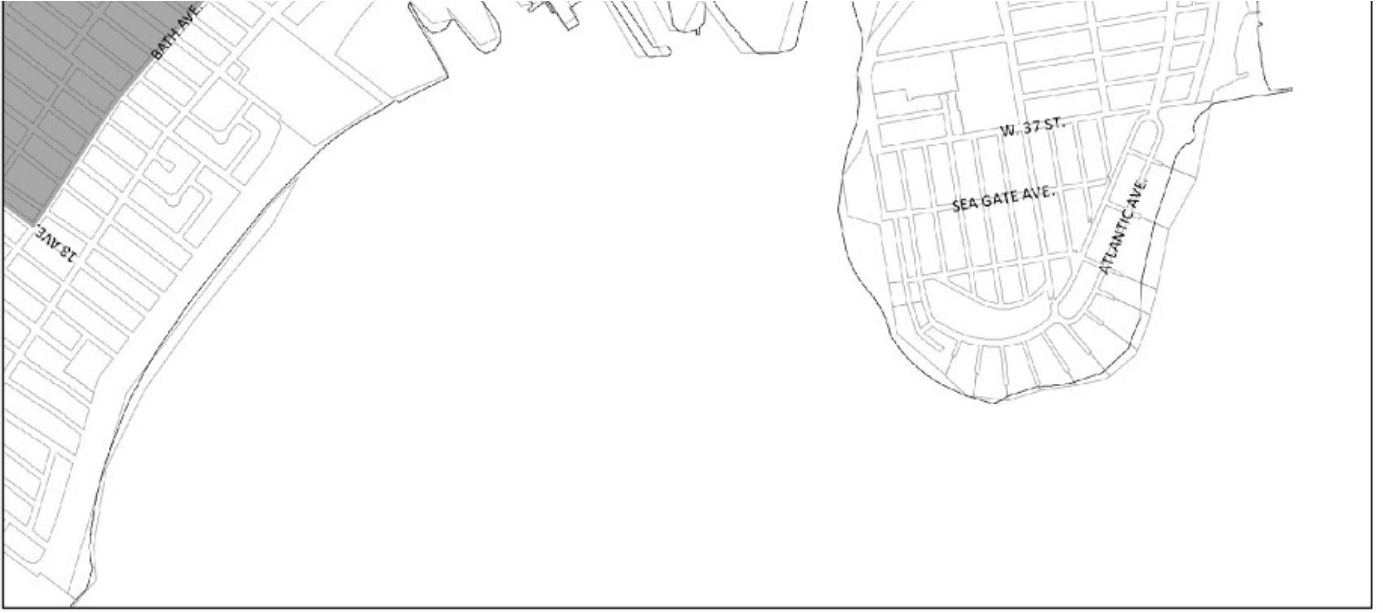 BATH AVE.
W. 37 ST.
SEA GATE AVE.
ATLANTIC AVE.
18 AVE.